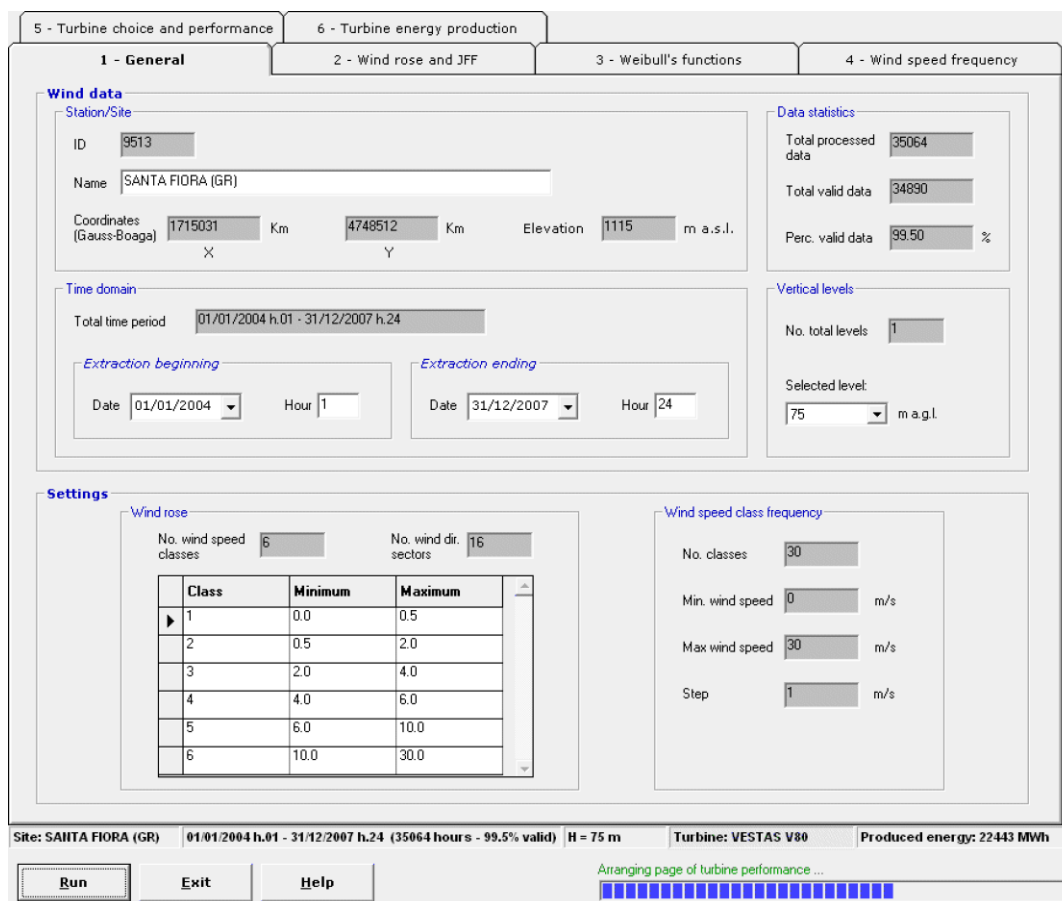 5 - Turbine choice and performance 6 - Turbine energy production
1 - General 2 - Wind rose and JFF 3 - Weibull's functions 4 - Wind speed frequency
Wind data
Station/Site
ID 9513
Name SANTA FIORA (GR)
Coordinates
(Gauss-Boaga) 1715031 Km 4748512 Km Elevation 1115 m a.s.l.
X Y
Data statistics
Total processed
data 35064
Total valid data 34890
Perc. valid data 99.50 %
Time domain
Total time period 01/01/2004 h.01 - 31/12/2007 h.24
Extraction beginning
Date 01/01/2004 Hour 1
Extraction ending
Date 31/12/2007 Hour 24
Vertical levels
No. total levels 1
Selected level:
75 m a.g.l.
Settings
Wind rose
No. wind speed
classes 6
No. wind dir.
sectors 16
Class Minimum Maximum
1 0.0 0.5
2 0.5 2.0
3 2.0 4.0
4 4.0 6.0
5 6.0 10.0
6 10.0 30.0
Wind speed class frequency
No. classes 30
Min. wind speed 0 m/s
Max wind speed 30 m/s
Step 1 m/s
Site: SANTA FIORA (GR) 01/01/2004 h.01 - 31/12/2007 h.24 (35064 hours - 99.5% valid) H = 75 m Turbine: VESTAS V80 Produced energy: 22443 MWh
Run Exit Help
Arranging page of turbine performance ...